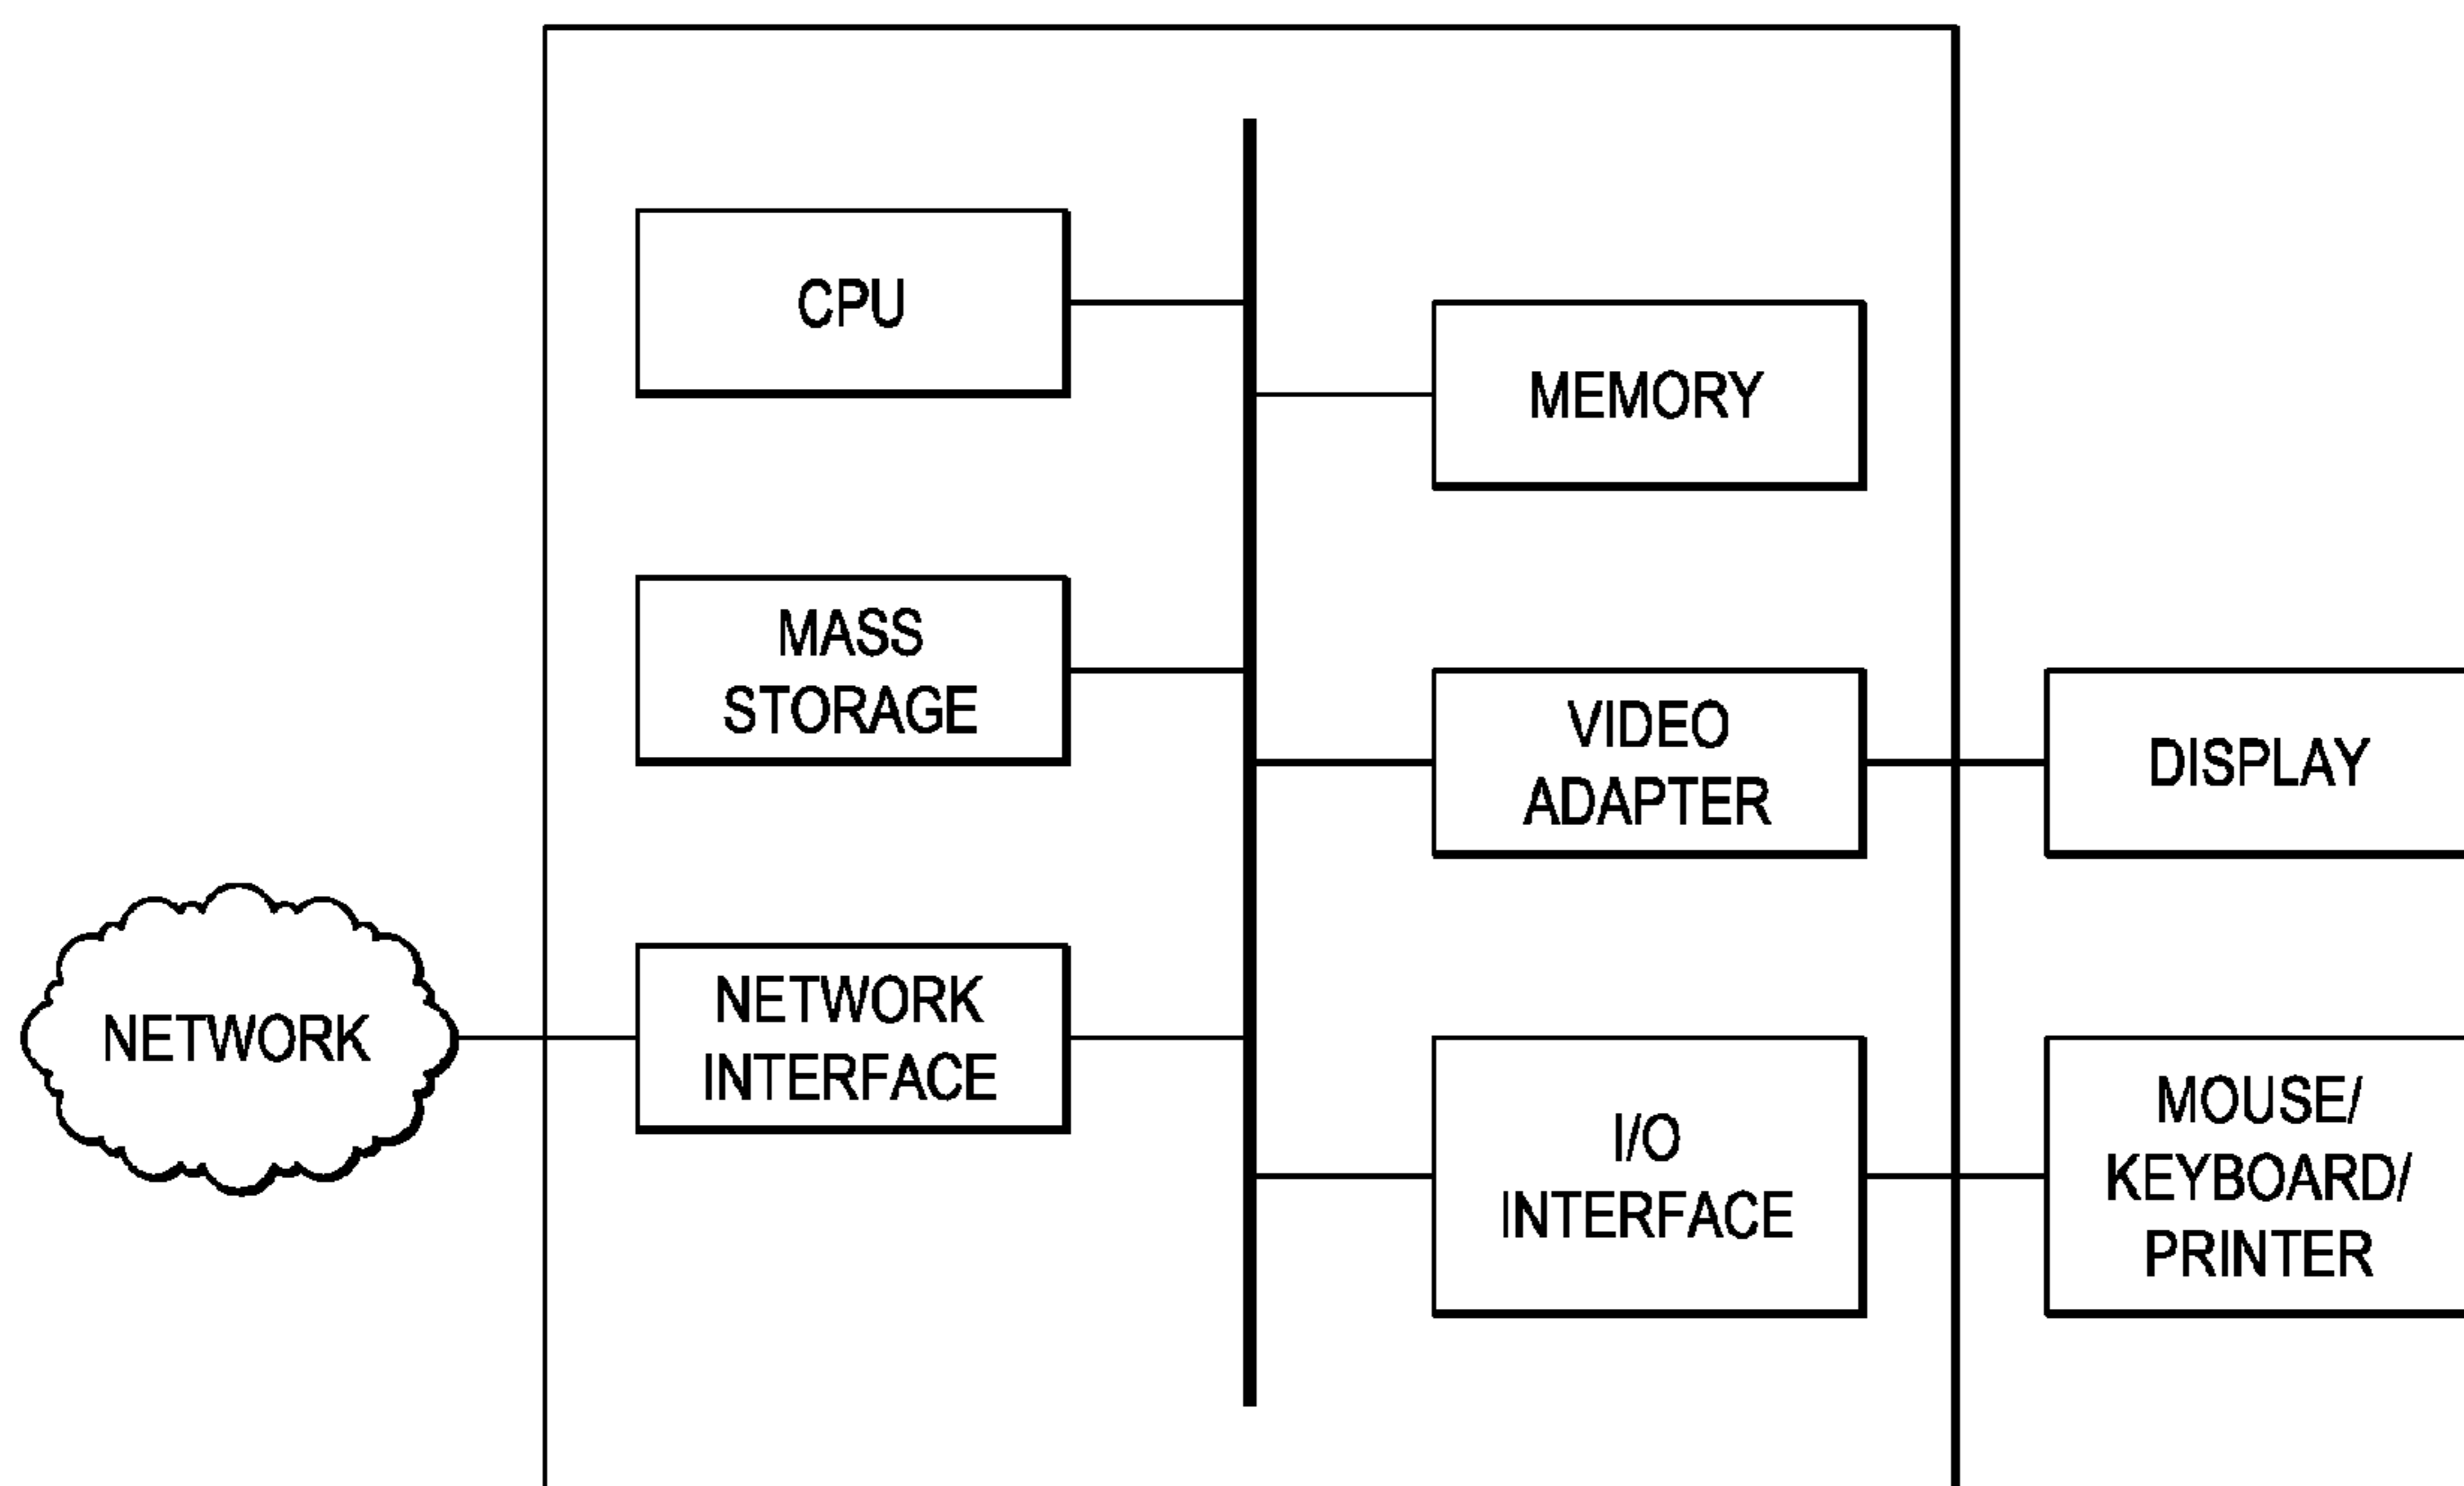 CPU
MEMORY
MASS
STORAGE
VIDEO
ADAPTER
DISPLAY
NETWORK
NETWORK
INTERFACE
I/O
INTERFACE
MOUSE/
KEYBOARD/
PRINTER